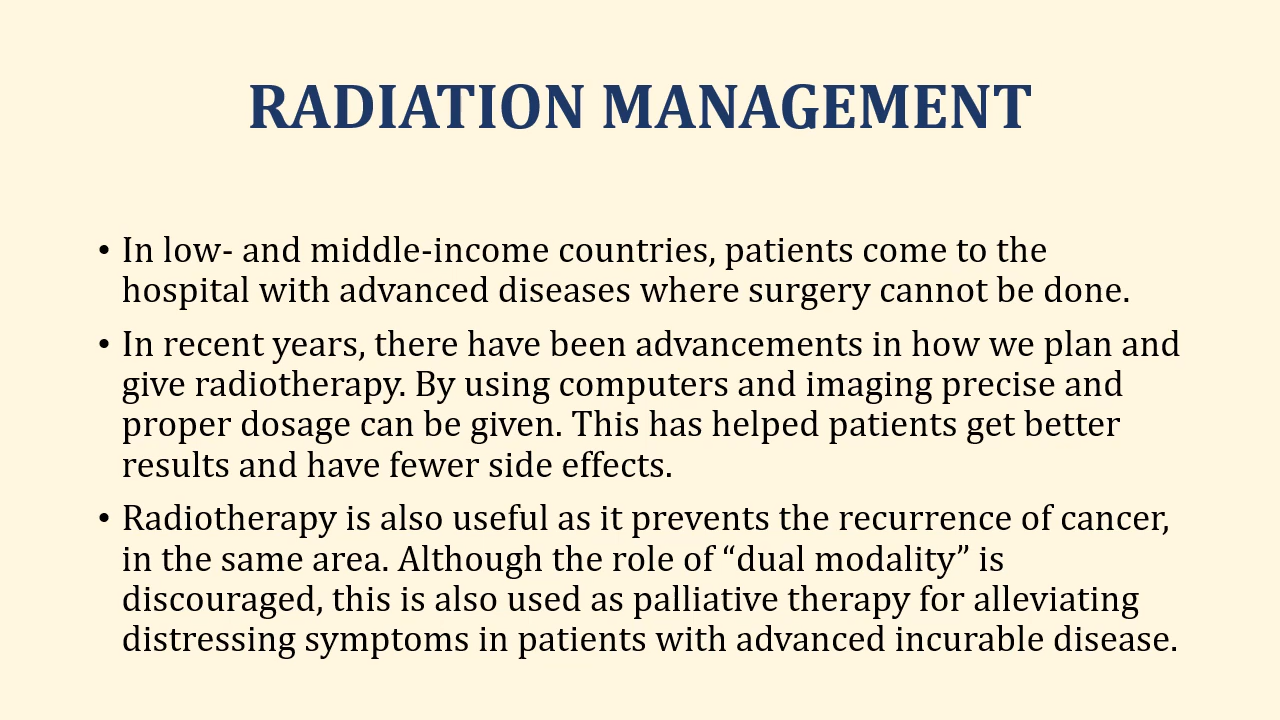 RADIATION MANAGEMENT
• In low- and middle-income countries, patients come to the
hospital with advanced diseases where surgery cannot be done.
• In recent years, there have been advancements in how we plan and
give radiotherapy. By using computers and imaging precise and
proper dosage can be given. This has helped patients get better
results and have fewer side effects.
• Radiotherapy is also useful as it prevents the recurrence of cancer,
in the same area. Although the role of “dual modality” is
discouraged, this is also used as palliative therapy for alleviating
distressing symptoms in patients with advanced incurable disease.